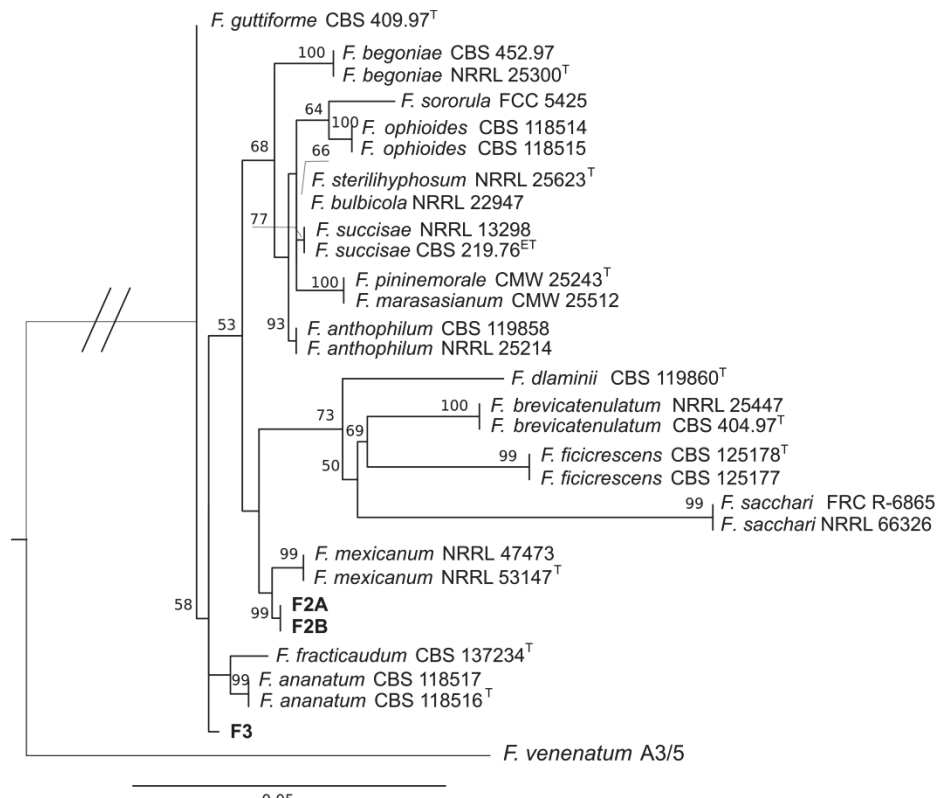 F. guttiforme CBS 409.97T
100
F. begoniae CBS 452.97
F. begoniae NRRL 25300T
64
F. sororula FCC 5425
100
F. ophioides CBS 118514
F. ophioides CBS 118515
68
66
F. sterilihyphosum NRRL 25623T
F. bulbicola NRRL 22947
77
F. succisae NRRL 13298
F. succisae CBS 219.76ET
100
F. pininemorale CMW 25243T
F. marasasianum CMW 25512
53
93
F. anthophilum CBS 119858
F. anthophilum NRRL 25214
F. dlaminii CBS 119860T
73
100
F. brevicatenulatum NRRL 25447
F. brevicatenulatum CBS 404.97T
69
99
F. ficicrescens CBS 125178T
F. ficicrescens CBS 125177
50
99
F. sacchari FRC R-6865
F. sacchari NRRL 66326
99
F. mexicanum NRRL 47473
F. mexicanum NRRL 53147T
99
F2A
F2B
58
F. fracticaudum CBS 137234T
99
F. ananatum CBS 118517
F. ananatum CBS 118516T
F3
F. venenatum A3/5